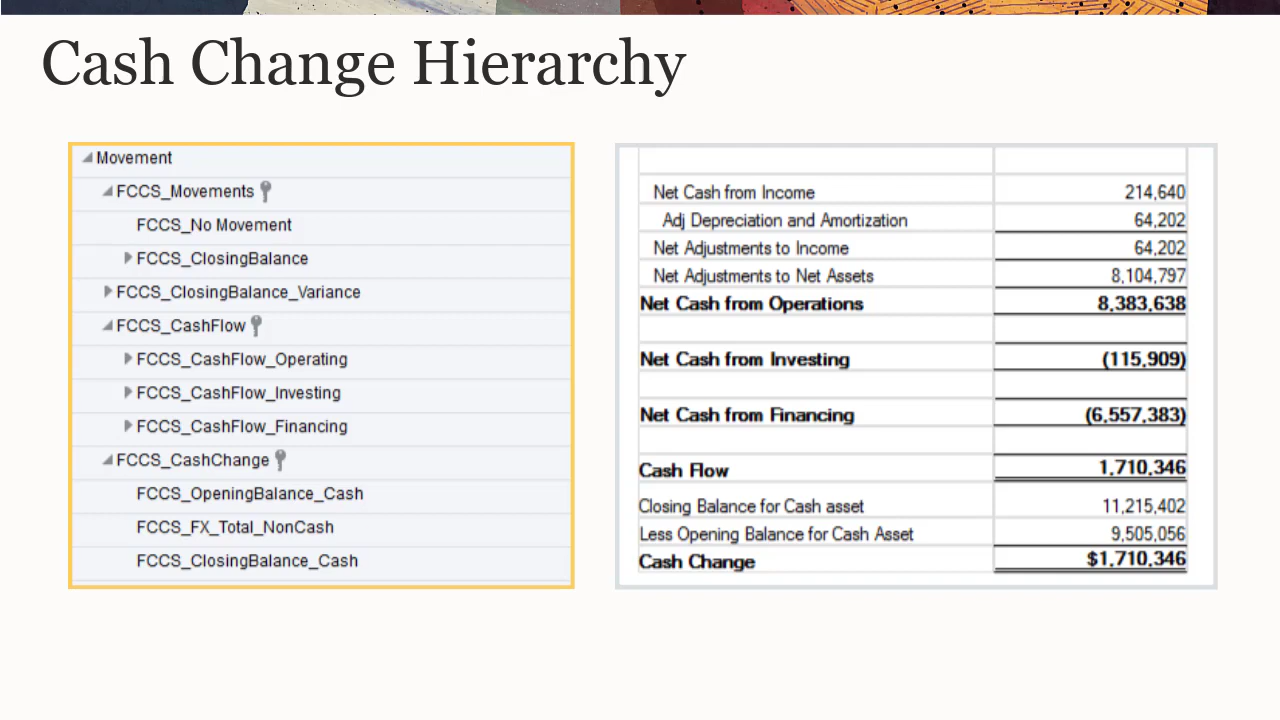 Cash Change Hierarchy
Movement
FCCS_Movements
FCCS_No Movement
FCCS_ClosingBalance
FCCS_ClosingBalance_Variance
FCCS_CashFlow
FCCS_CashFlow_Operating
FCCS_CashFlow_Investing
FCCS_CashFlow_Financing
FCCS_CashChange
FCCS_OpeningBalance_Cash
FCCS_FX_Total_NonCash
FCCS_ClosingBalance_Cash
Net Cash from Income 214,640
Adj Depreciation and Amortization 64,202
Net Adjustments to Income 64,202
Net Adjustments to Net Assets 8,104,797
Net Cash from Operations 8,383,638
Net Cash from Investing (115,909)
Net Cash from Financing (6,557,383)
Cash Flow 1,710,346
Closing Balance for Cash asset 11,215,402
Less Opening Balance for Cash Asset 9,505,056
Cash Change $1,710,346